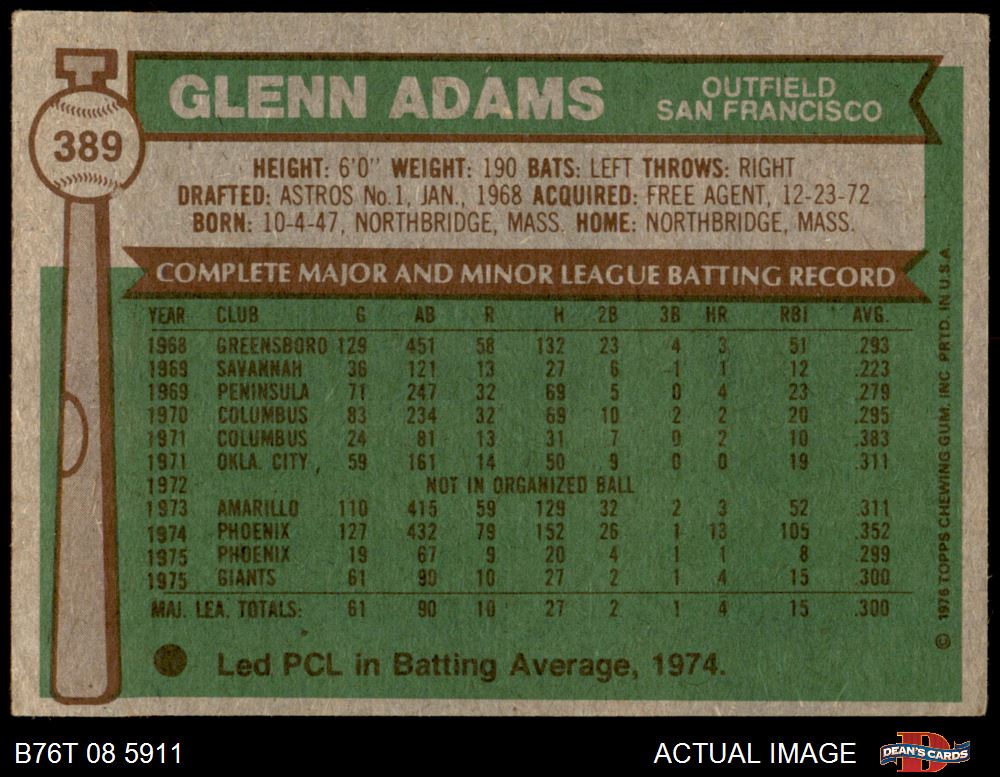 389
GLENN ADAMS
OUTFIELD
SAN FRANCISCO
HEIGHT: 6'0" WEIGHT: 190 BATS: LEFT THROWS: RIGHT
DRAFTED: ASTROS No.1, JAN., 1968 ACQUIRED: FREE AGENT, 12-23-72
BORN: 10-4-47, NORTHBRIDGE, MASS. HOME: NORTHBRIDGE, MASS.
COMPLETE MAJOR AND MINOR LEAGUE BATTING RECORD
YEAR CLUB G AB R H 2B 3B HR RBI AVG.
1968 GREENSBORO 129 451 58 132 23 4 3 51 .293
1969 SAVANNAH 36 121 13 27 6 1 1 12 .223
1969 PENINSULA 71 247 32 69 5 0 4 23 .279
1970 COLUMBUS 83 234 32 69 10 2 2 20 .295
1971 COLUMBUS 24 81 13 31 7 0 2 10 .383
1971 OKLA. CITY 59 161 14 50 9 0 0 19 .311
1972 NOT IN ORGANIZED BALL
1973 AMARILLO 110 415 59 129 32 2 3 52 .311
1974 PHOENIX 127 432 79 152 26 1 13 105 .352
1975 PHOENIX 19 67 9 20 4 1 1 8 .299
1975 GIANTS 61 90 10 27 2 1 4 15 .300
MAJ. LEA. TOTALS: 61 90 10 27 2 1 4 15 .300
Led PCL in Batting Average, 1974.
© 1976 TOPPS CHEWING GUM, INC PRTD. IN U.S.A.
B76T 08 5911
ACTUAL IMAGE
DEAN'S CARDS